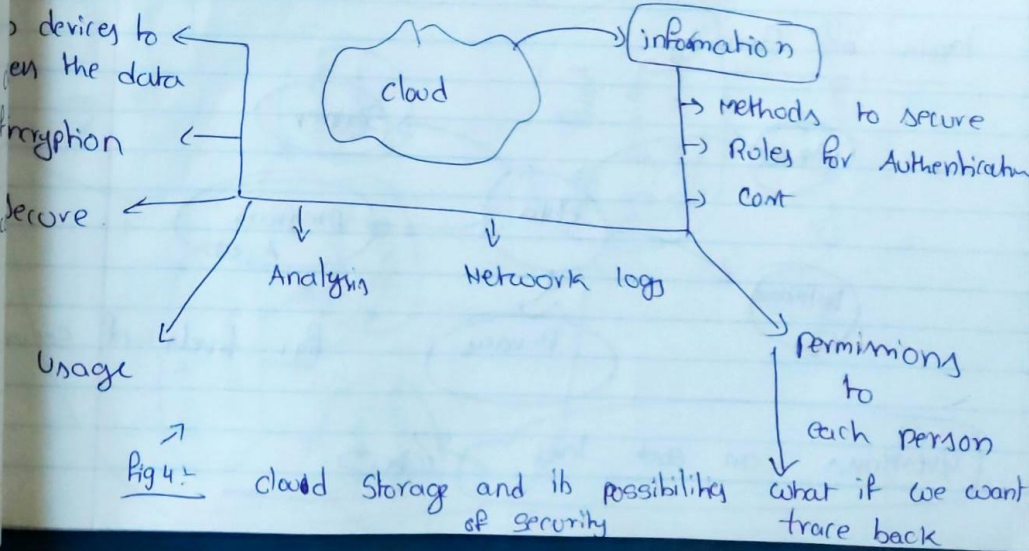 devices to
the data
ncryption
secure
cloud
information
Methods to secure
Roles for Authentication
Cost
Analysis
Network logs
Usage
permissions
to
each person
what if we want
trace back
Fig 4:- cloud Storage and its possibilities
of security